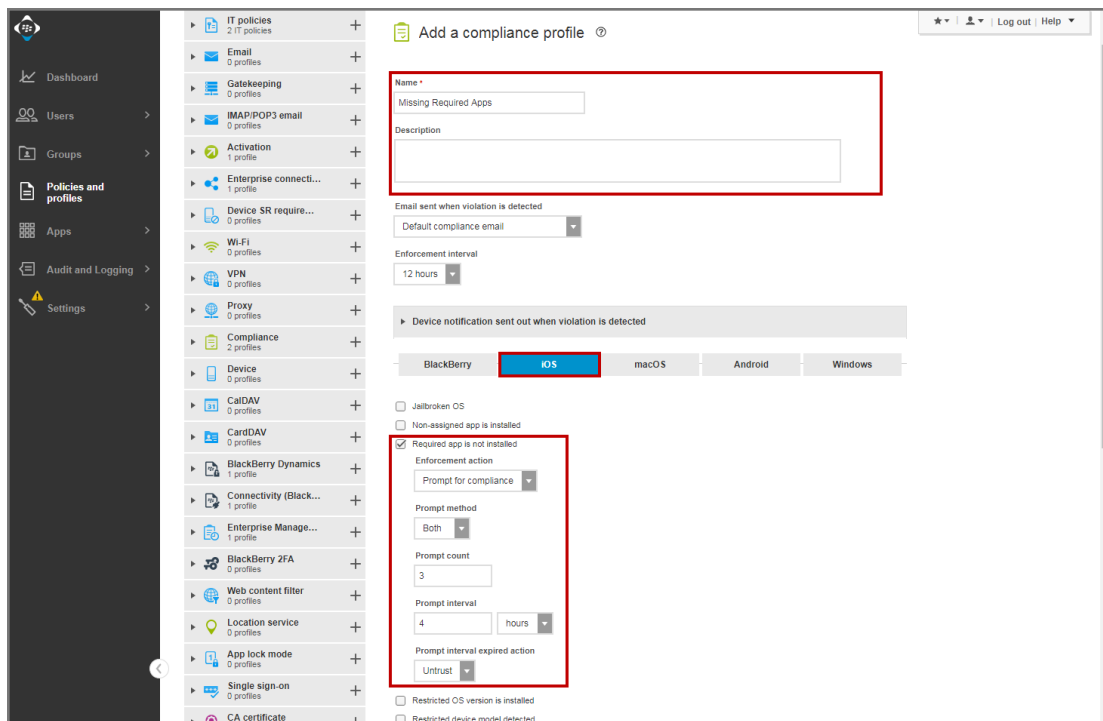 Dashboard
Users
Groups
Policies and
profiles
Apps
Audit and Logging
Settings
IT policies
2 IT policies
Email
0 profiles
Gatekeeping
0 profiles
IMAP/POP3 email
0 profiles
Activation
1 profile
Enterprise connecti...
1 profile
Device SR require...
0 profiles
Wi-Fi
0 profiles
VPN
0 profiles
Proxy
0 profiles
Compliance
2 profiles
Device
0 profiles
31
CalDAV
0 profiles
CardDAV
0 profiles
BlackBerry Dynamics
1 profile
Connectivity (Black...
1 profile
Enterprise Manage...
1 profile
BlackBerry 2FA
0 profiles
Web content filter
0 profiles
Location service
0 profiles
App lock mode
0 profiles
Single sign-on
0 profiles
CA certificate
Log out | Help
Add a compliance profile
Name *
Missing Required Apps
Description
Email sent when violation is detected
Default compliance email
Enforcement interval
12 hours
Device notification sent out when violation is detected
BlackBerry iOS macOS Android Windows
Jailbroken OS
Non-assigned app is installed
Required app is not installed
Enforcement action
Prompt for compliance
Prompt method
Both
Prompt count
3
Prompt interval
4 hours
Prompt interval expired action
Untrust
Restricted OS version is installed
Restricted device model detected